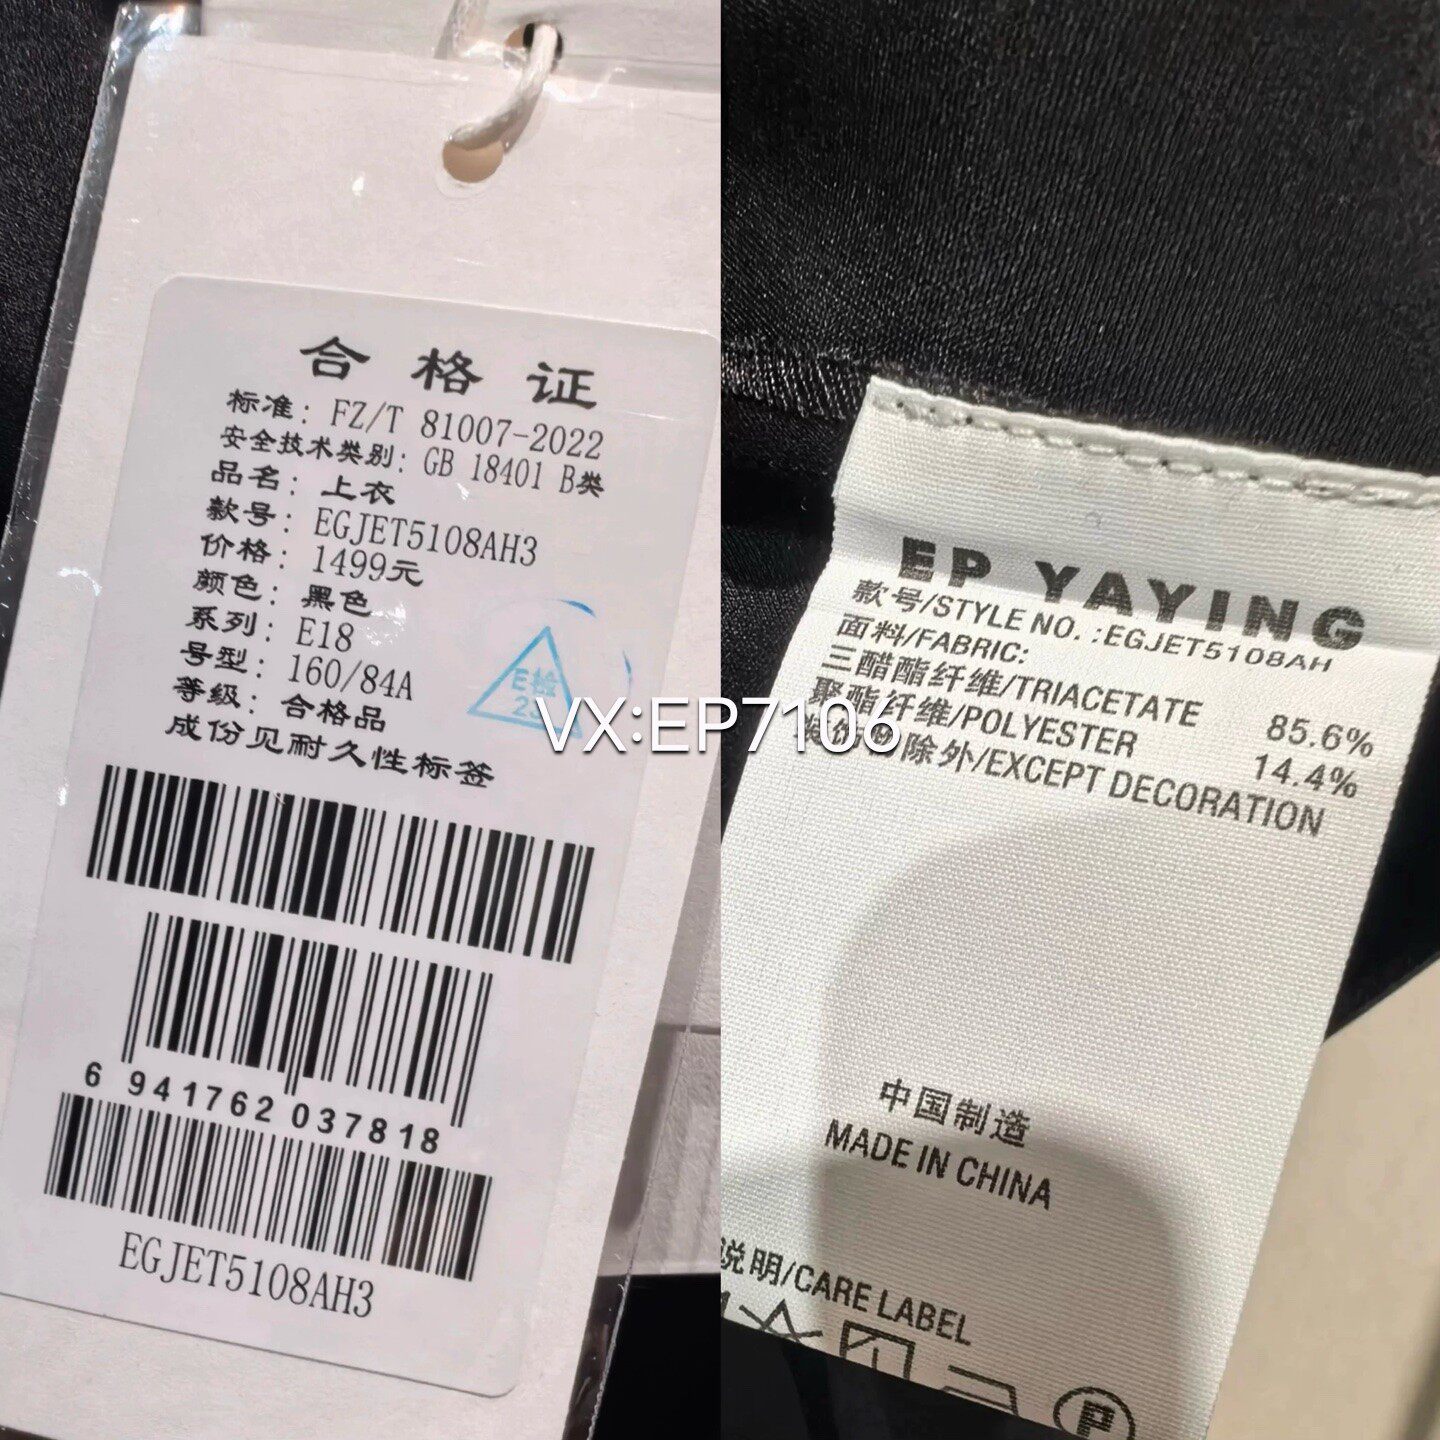 合格证
标准：FZ/T 81007-2022
安全技术类别：GB 18401 B类
品名：上衣
款号：EGJET5108AH3
价格：1499元
颜色：黑色
系列：E18
号型：160/84A
等级：合格品
成份见耐久性标签
E检
6 941762 037818
EGJET5108AH3
VX:EP7106
EP YAYING
款号/STYLE NO. :EGJET5108AH
面料/FABRIC:
三醋酯纤维/TRIACETATE 85.6%
聚酯纤维/POLYESTER 14.4%
除外/EXCEPT DECORATION
中国制造
MADE IN CHINA
说明/CARE LABEL
P